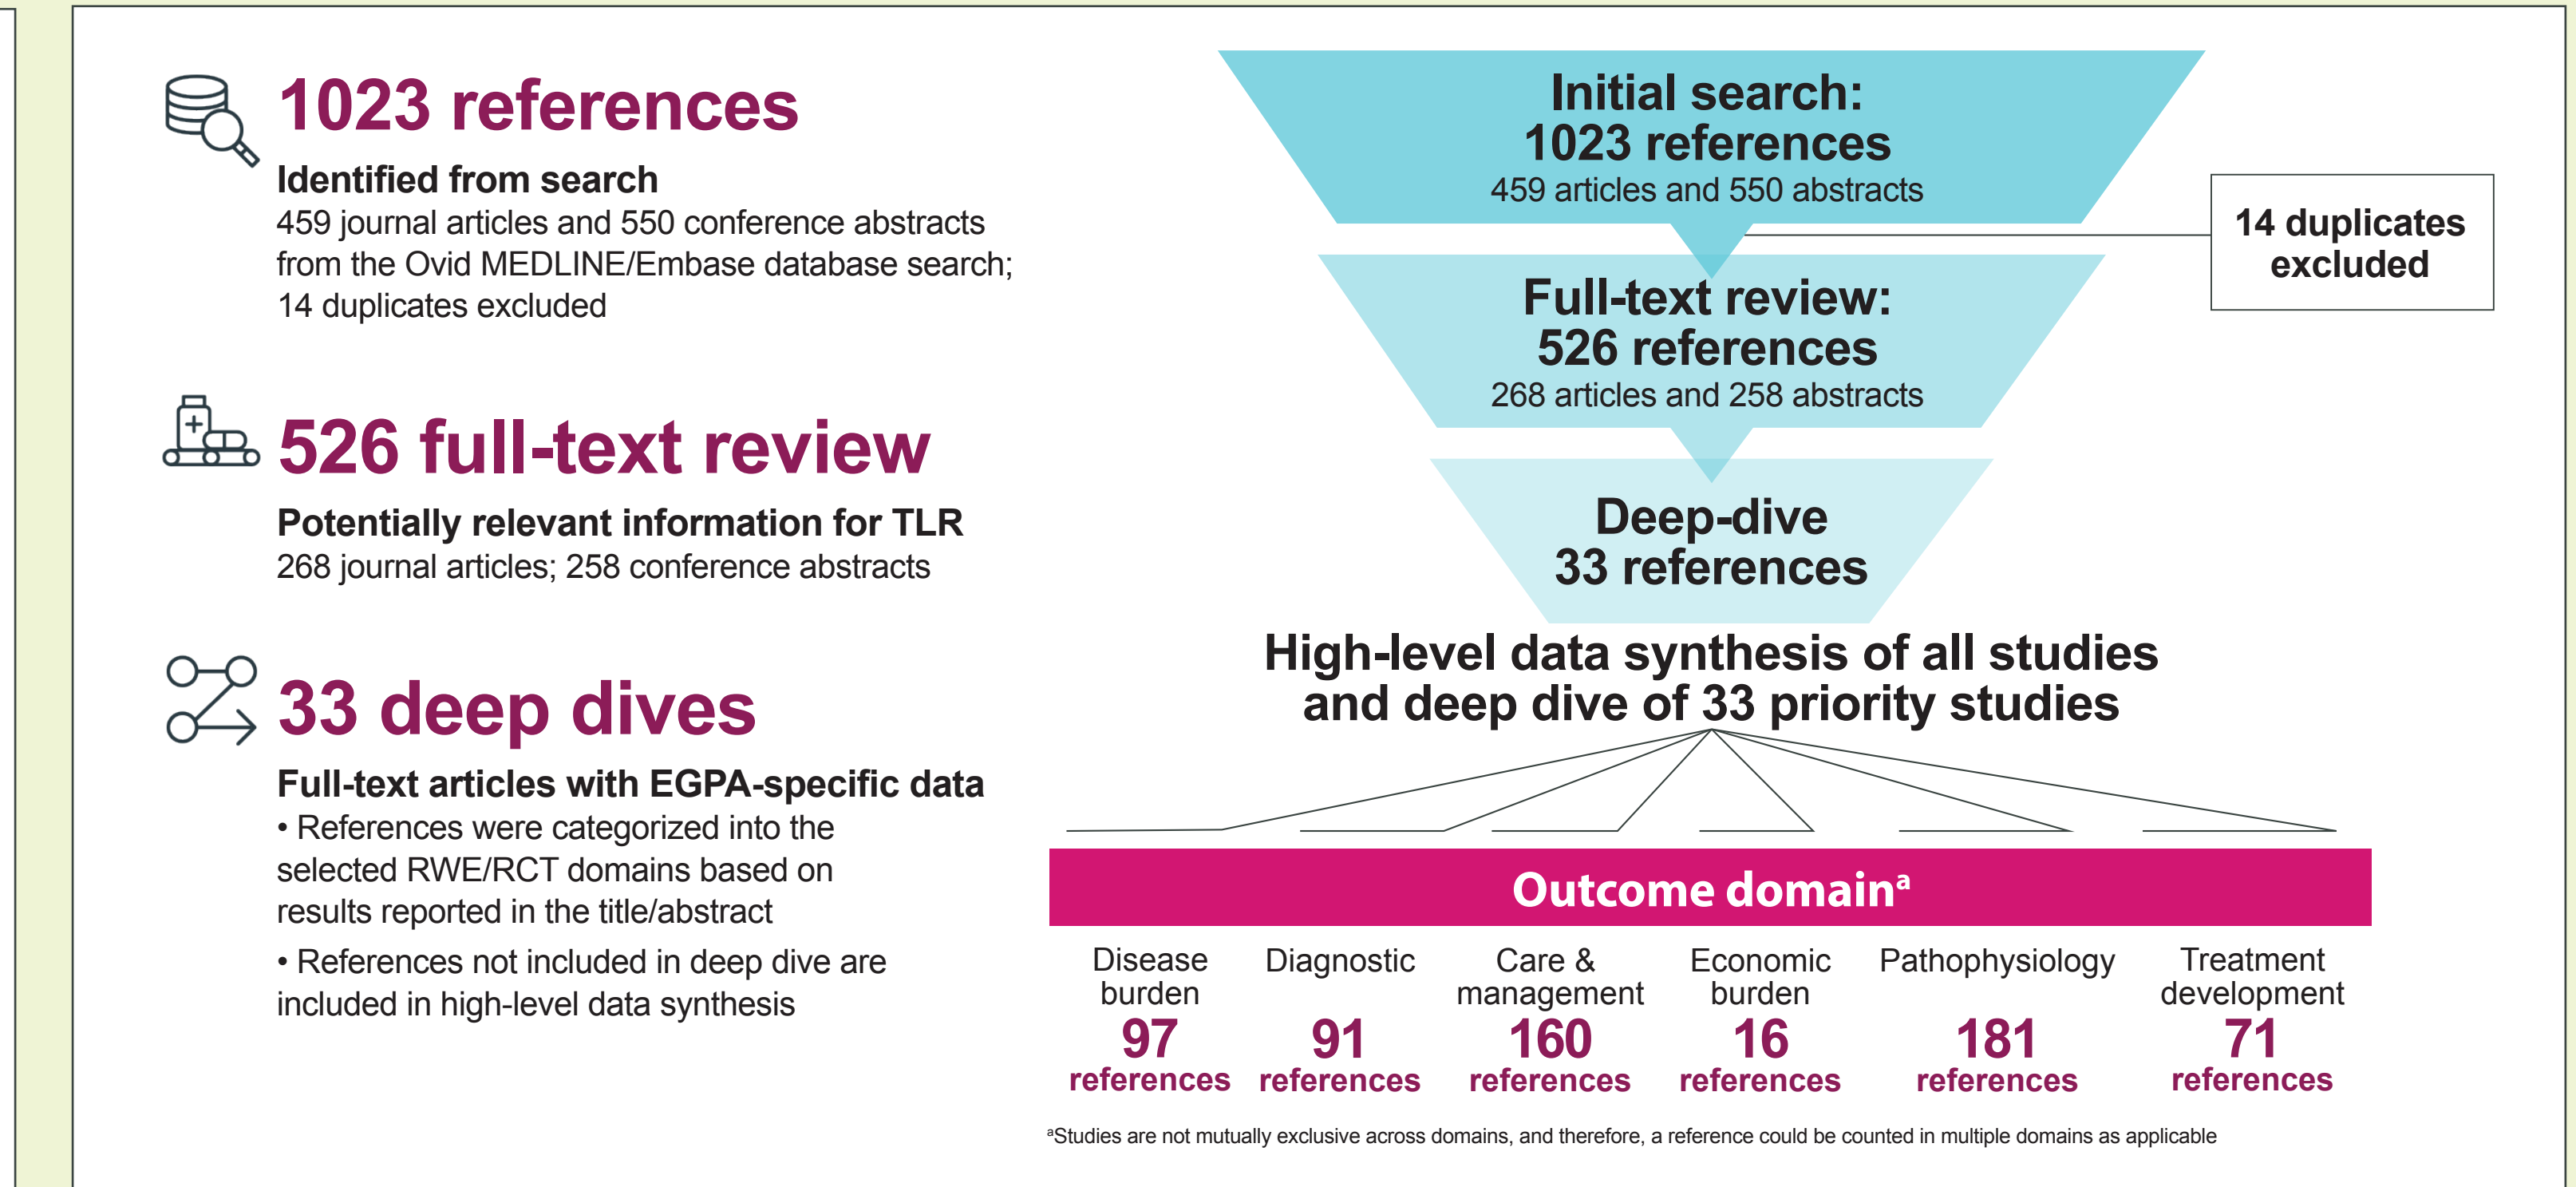 1023 references
Identified from search
459 journal articles and 550 conference abstracts
from the Ovid MEDLINE/Embase database search;
14 duplicates excluded
526 full-text review
Potentially relevant information for TLR
268 journal articles; 258 conference abstracts
33 deep dives
Full-text articles with EGPA-specific data
• References were categorized into the
selected RWE/RCT domains based on
results reported in the title/abstract
• References not included in deep dive are
included in high-level data synthesis
Initial search:
1023 references
459 articles and 550 abstracts
14 duplicates
excluded
Full-text review:
526 references
268 articles and 258 abstracts
Deep-dive
33 references
High-level data synthesis of all studies
and deep dive of 33 priority studies
Outcome domainᵃ
Disease
burden
97
references
Diagnostic
91
references
Care &
management
160
references
Economic
burden
16
references
Pathophysiology
181
references
Treatment
development
71
references
ᵃStudies are not mutually exclusive across domains, and therefore, a reference could be counted in multiple domains as applicable